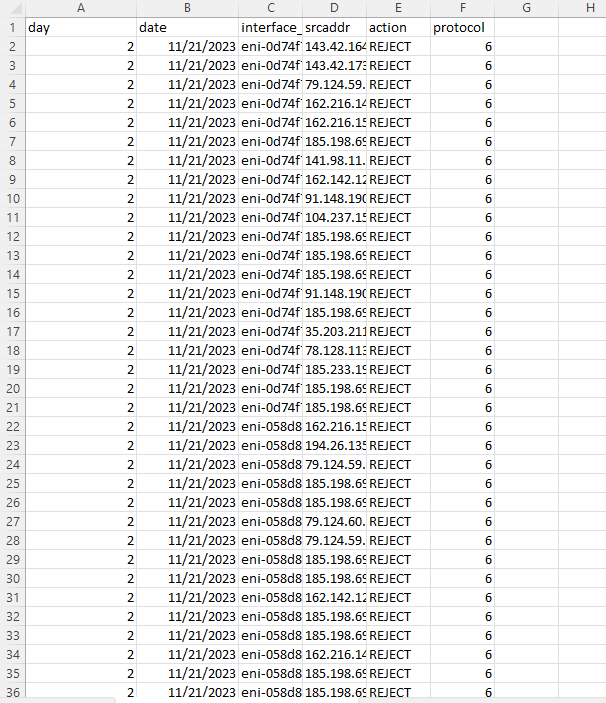 A B C D E F G H
1 day date interface_ srcaddr action protocol
2 2 11/21/2023 eni-0d74f 143.42.164 REJECT 6
3 2 11/21/2023 eni-0d74f 143.42.173 REJECT 6
4 2 11/21/2023 eni-0d74f 79.124.59. REJECT 6
5 2 11/21/2023 eni-0d74f 162.216.14 REJECT 6
6 2 11/21/2023 eni-0d74f 162.216.15 REJECT 6
7 2 11/21/2023 eni-0d74f 185.198.69 REJECT 6
8 2 11/21/2023 eni-0d74f 141.98.11. REJECT 6
9 2 11/21/2023 eni-0d74f 162.142.12 REJECT 6
10 2 11/21/2023 eni-0d74f 91.148.190 REJECT 6
11 2 11/21/2023 eni-0d74f 104.237.15 REJECT 6
12 2 11/21/2023 eni-0d74f 185.198.69 REJECT 6
13 2 11/21/2023 eni-0d74f 185.198.69 REJECT 6
14 2 11/21/2023 eni-0d74f 185.198.69 REJECT 6
15 2 11/21/2023 eni-0d74f 91.148.190 REJECT 6
16 2 11/21/2023 eni-0d74f 185.198.69 REJECT 6
17 2 11/21/2023 eni-0d74f 35.203.211 REJECT 6
18 2 11/21/2023 eni-0d74f 78.128.113 REJECT 6
19 2 11/21/2023 eni-0d74f 185.233.19 REJECT 6
20 2 11/21/2023 eni-0d74f 185.198.69 REJECT 6
21 2 11/21/2023 eni-0d74f 185.198.69 REJECT 6
22 2 11/21/2023 eni-058d8 162.216.15 REJECT 6
23 2 11/21/2023 eni-058d8 194.26.135 REJECT 6
24 2 11/21/2023 eni-058d8 79.124.59. REJECT 6
25 2 11/21/2023 eni-058d8 185.198.69 REJECT 6
26 2 11/21/2023 eni-058d8 185.198.69 REJECT 6
27 2 11/21/2023 eni-058d8 79.124.60. REJECT 6
28 2 11/21/2023 eni-058d8 79.124.59. REJECT 6
29 2 11/21/2023 eni-058d8 185.198.69 REJECT 6
30 2 11/21/2023 eni-058d8 185.198.69 REJECT 6
31 2 11/21/2023 eni-058d8 162.142.12 REJECT 6
32 2 11/21/2023 eni-058d8 185.198.69 REJECT 6
33 2 11/21/2023 eni-058d8 185.198.69 REJECT 6
34 2 11/21/2023 eni-058d8 162.216.14 REJECT 6
35 2 11/21/2023 eni-058d8 185.198.69 REJECT 6
36 2 11/21/2023 eni-058d8 185.198.69 REJECT 6